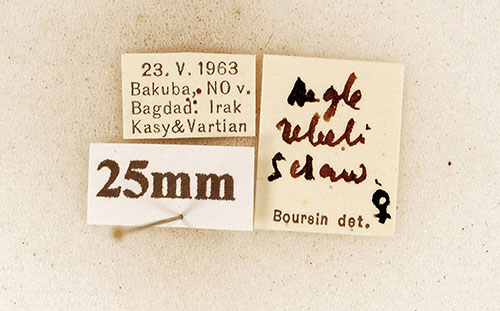 23. V. 1963
Bakuba, NO v.
Bagdad. Irak
Kasy&Vartian
25mm
Aegle
rebeli
Schaw.
♀
Boursin det.